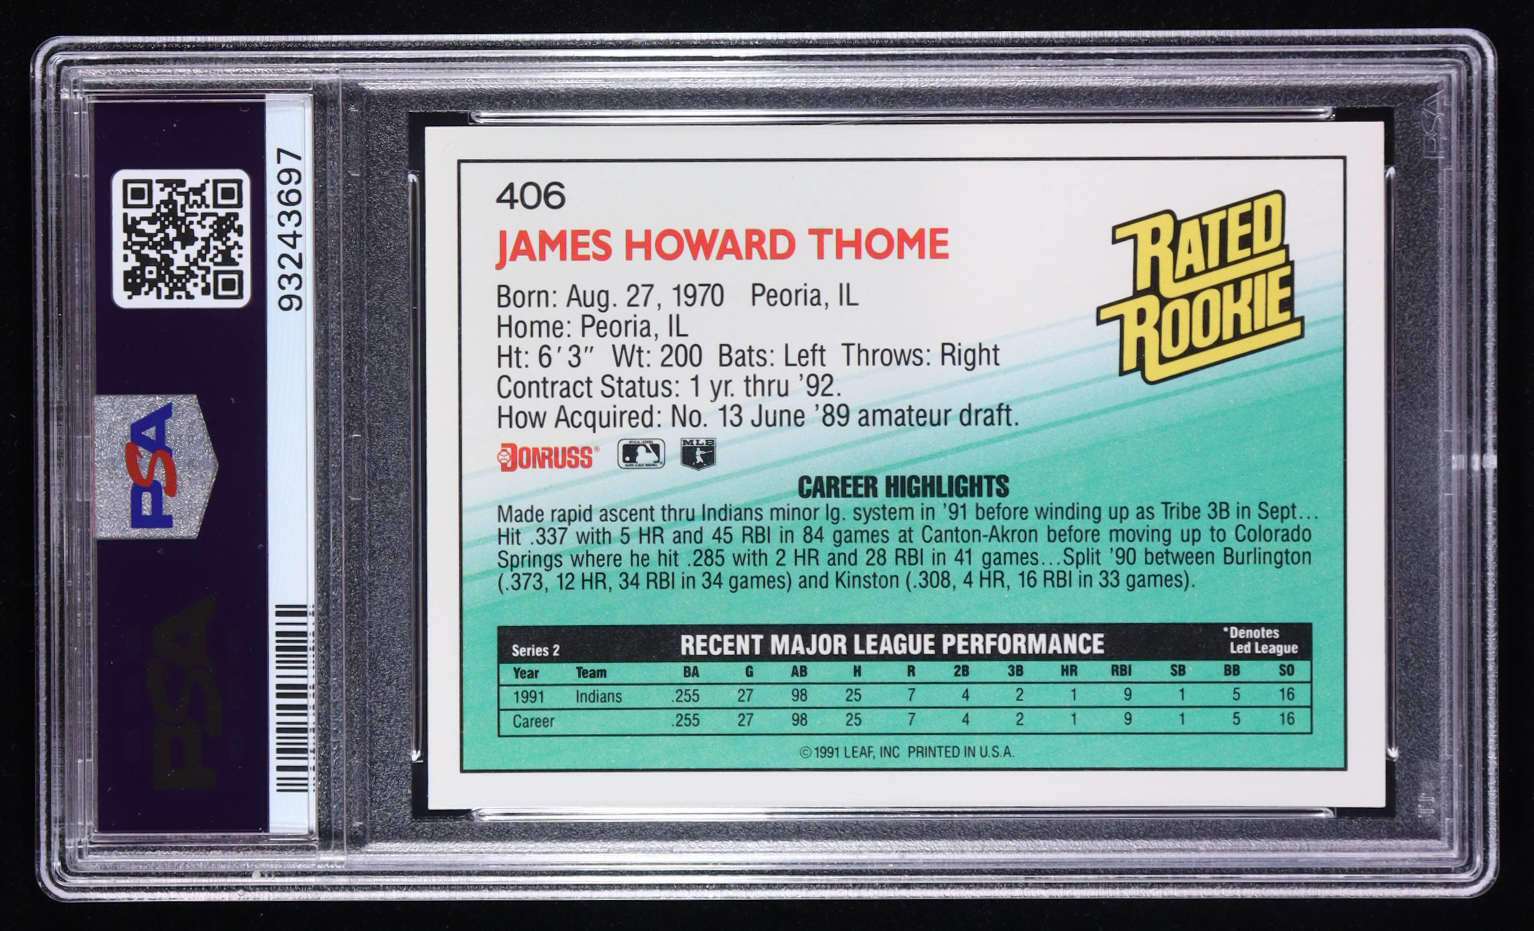 93243697
PSA
PSA
PSA
406
JAMES HOWARD THOME
RATED
ROOKIE
Born: Aug. 27, 1970 Peoria, IL
Home: Peoria, IL
Ht: 6'3" Wt: 200 Bats: Left Throws: Right
Contract Status: 1 yr. thru '92.
How Acquired: No. 13 June '89 amateur draft.
DONRUSS
MLB
CAREER HIGHLIGHTS
Made rapid ascent thru Indians minor lg. system in '91 before winding up as Tribe 3B in Sept...
Hit .337 with 5 HR and 45 RBI in 84 games at Canton-Akron before moving up to Colorado
Springs where he hit .285 with 2 HR and 28 RBI in 41 games...Split '90 between Burlington
(.373, 12 HR, 34 RBI in 34 games) and Kinston (.308, 4 HR, 16 RBI in 33 games).
Series 2 RECENT MAJOR LEAGUE PERFORMANCE *Denotes
Led League
Year Team BA G AB H R 2B 3B HR RBI SB BB SO
1991 Indians .255 27 98 25 7 4 2 1 9 1 5 16
Career .255 27 98 25 7 4 2 1 9 1 5 16
© 1991 LEAF, INC PRINTED IN U.S.A.